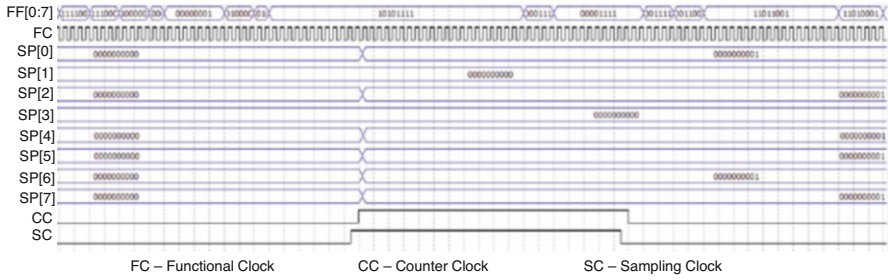 FF[0:7] 00000001 10101111 00001111 11011001
FC
SP[0] 0000000000 0000000001
SP[1] 0000000000
SP[2] 0000000000 0000000001
SP[3] 0000000000
SP[4] 0000000000 0000000001
SP[5] 0000000000 0000000001
SP[6] 0000000000 0000000001
SP[7] 0000000000 0000000001
CC
SC
FC – Functional Clock CC – Counter Clock SC – Sampling Clock